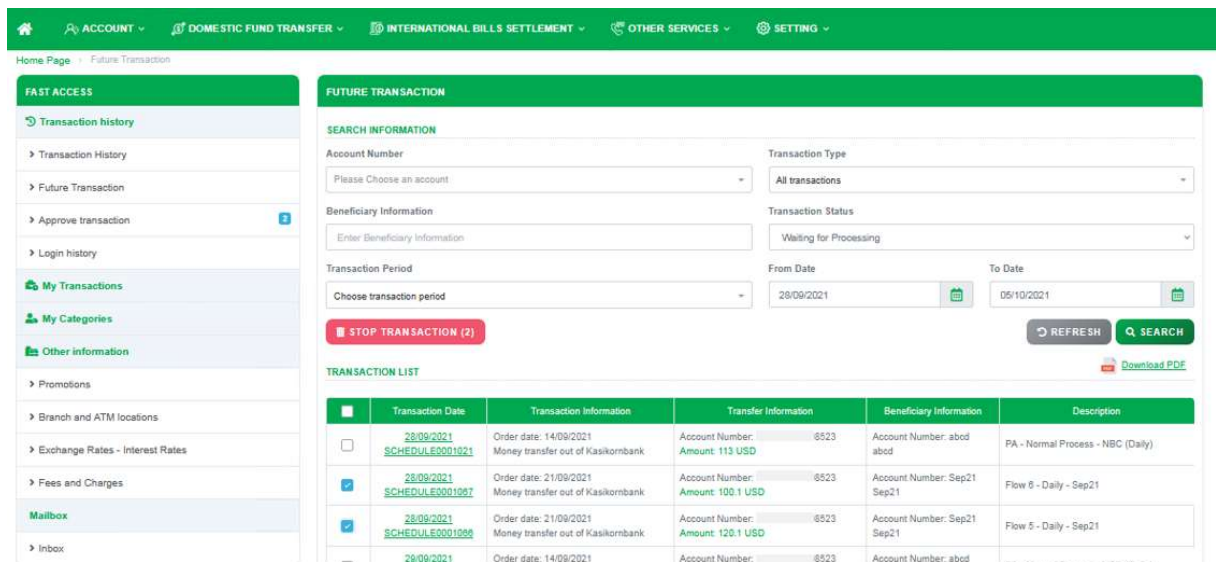 ACCOUNT DOMESTIC FUND TRANSFER INTERNATIONAL BILLS SETTLEMENT OTHER SERVICES SETTING
Home Page › Future Transaction
FAST ACCESS
Transaction history
> Transaction History
> Future Transaction
> Approve transaction 2
> Login history
My Transactions
My Categories
Other information
> Promotions
> Branch and ATM locations
> Exchange Rates - Interest Rates
> Fees and Charges
Mailbox
> Inbox
FUTURE TRANSACTION
SEARCH INFORMATION
Account Number Transaction Type
Please Choose an account All transactions
Beneficiary Information Transaction Status
Enter Beneficiary Information Waiting for Processing
Transaction Period From Date To Date
Choose transaction period 28/09/2021 05/10/2021
STOP TRANSACTION (2) REFRESH SEARCH
TRANSACTION LIST Download PDF
Transaction Date Transaction Information Transfer Information Beneficiary Information Description
28/09/2021 Order date: 14/09/2021 Account Number: 8523 Account Number: abcd
SCHEDULE0001021 Money transfer out of Kasikornbank Amount: 113 USD abcd PA - Normal Process - NBC (Daily)
28/09/2021 Order date: 21/09/2021 Account Number: 8523 Account Number: Sep21
SCHEDULE0001067 Money transfer out of Kasikornbank Amount: 100.1 USD Sep21 Flow 6 - Daily - Sep21
28/09/2021 Order date: 21/09/2021 Account Number: 8523 Account Number: Sep21
SCHEDULE0001066 Money transfer out of Kasikornbank Amount: 120.1 USD Sep21 Flow 5 - Daily - Sep21
29/09/2021 Order date: 14/09/2021 Account Number: 8523 Account Number: abcd